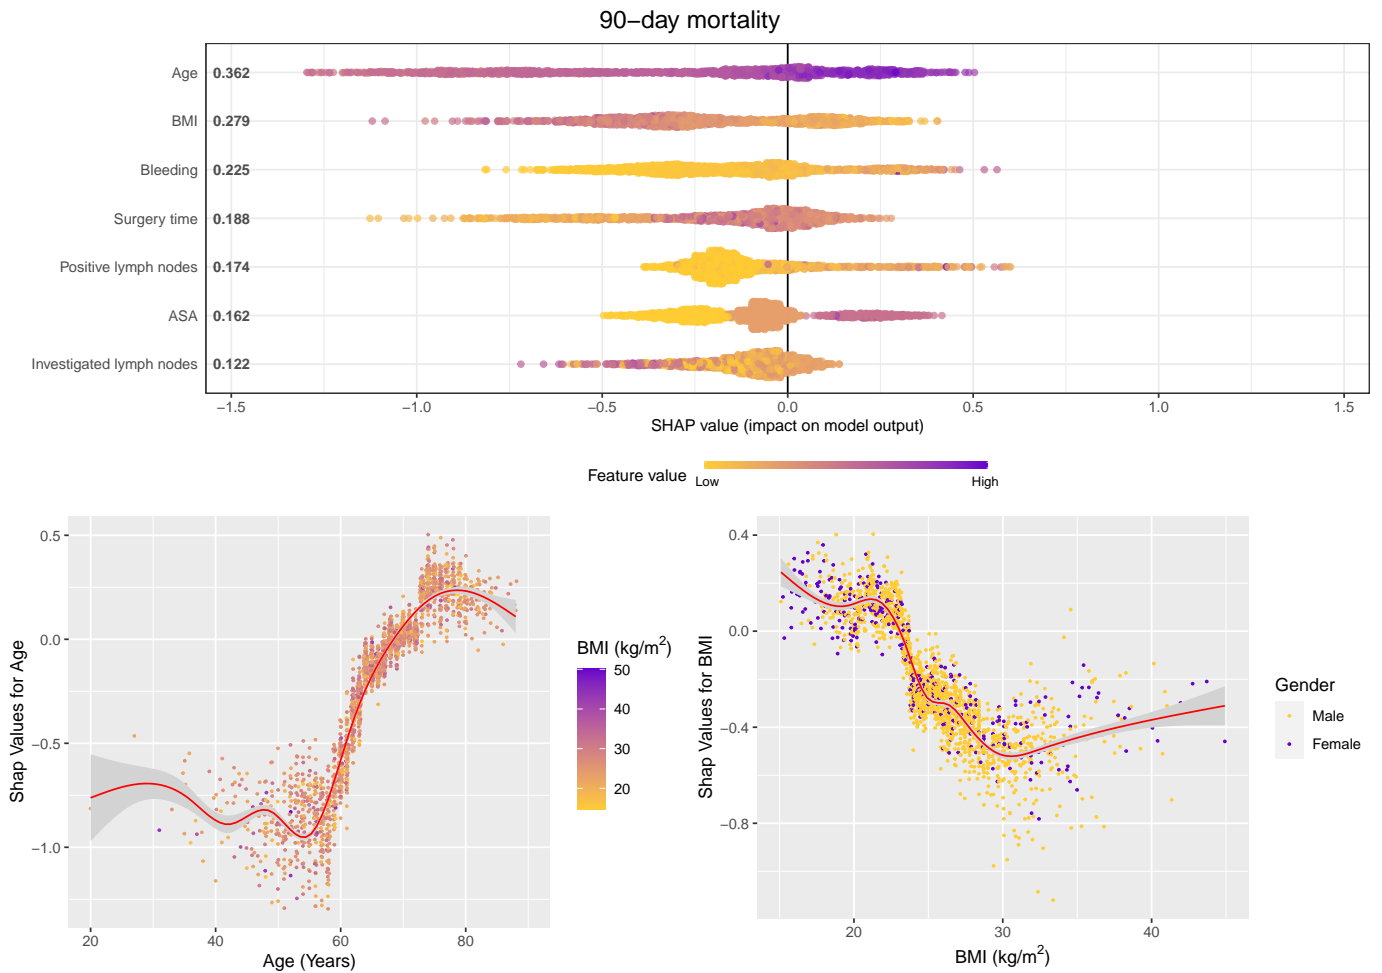 90−day mortality
Age 0.362
BMI 0.279
Bleeding 0.225
Surgery time 0.188
Positive lymph nodes 0.174
ASA 0.162
Investigated lymph nodes 0.122
−1.5 −1.0 −0.5 0.0 0.5 1.0 1.5
SHAP value (impact on model output)
Feature value Low High
Shap Values for Age
0.5
0.0
−0.5
−1.0
20 40 60 80
Age (Years)
BMI (kg/m²)
50
40
30
20
Shap Values for BMI
0.4
0.0
−0.4
−0.8
20 30 40
BMI (kg/m²)
Gender
Male
Female